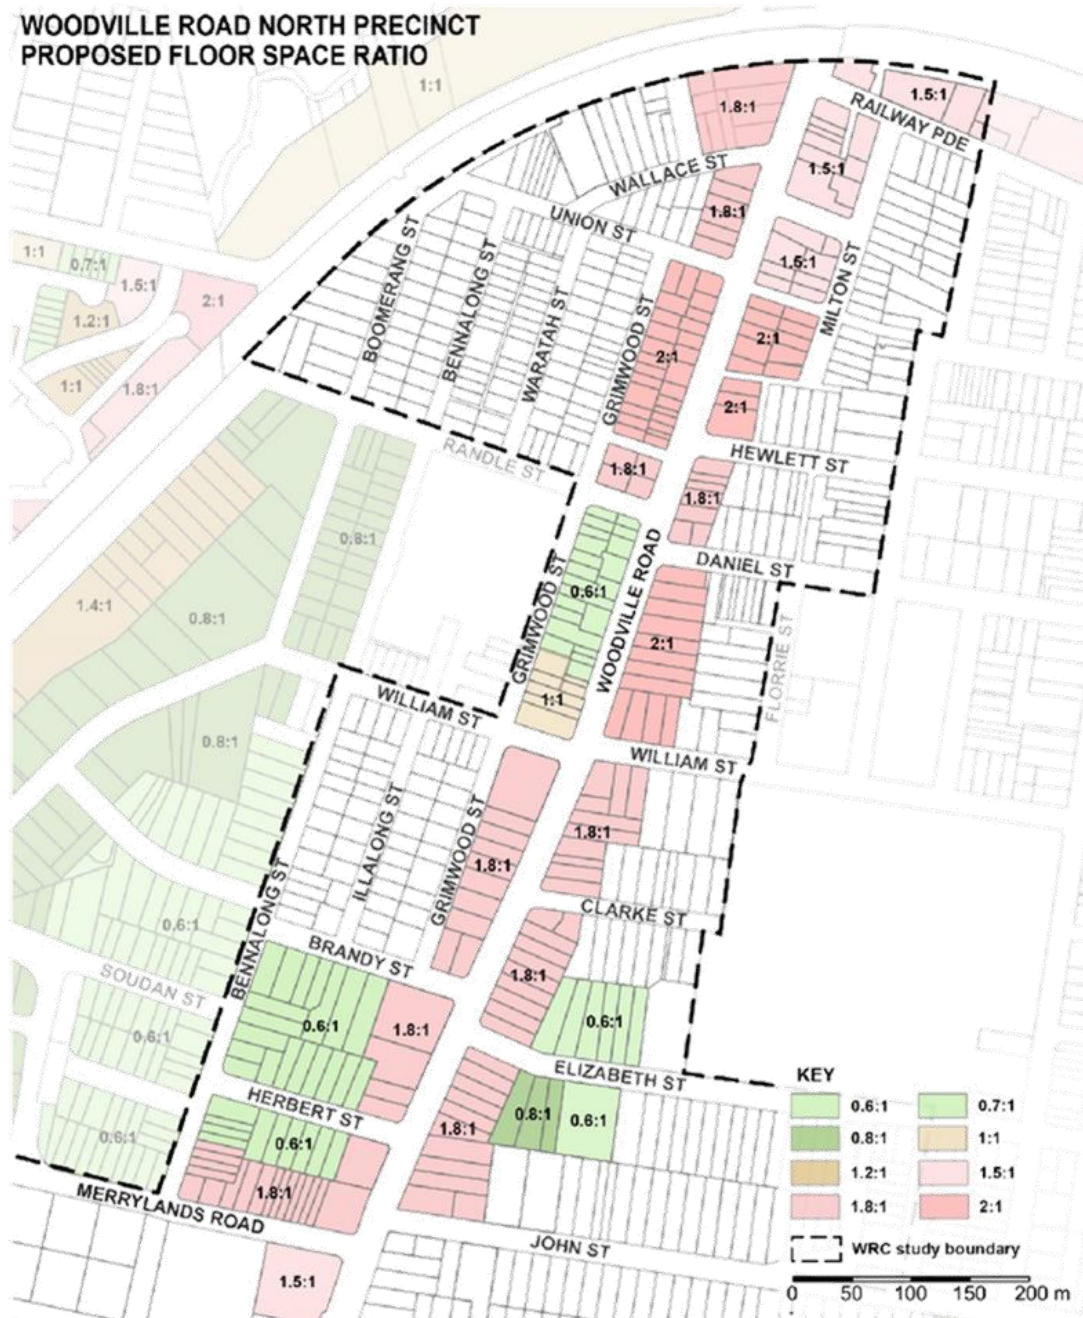 WOODVILLE ROAD NORTH PRECINCT
PROPOSED FLOOR SPACE RATIO
1:1
1.8:1
1.5:1
RAILWAY PDE
WALLACE ST
1.5:1
1.8:1
UNION ST
BOOMERANG ST
BENNALONG ST
WARATAH ST
GRIMWOOD ST
MILTON ST
1:1
0.7:1
1.5:1
2:1
1.2:1
1:1
1.8:1
1.5:1
2:1
2:1
2:1
RANDLE ST
1.8:1
HEWLETT ST
1.8:1
0.8:1
DANIEL ST
GRIMWOOD ST
0.6:1
WOODVILLE ROAD
1.4:1
0.8:1
2:1
FLORRIE ST
1:1
WILLIAM ST
0.8:1
WILLIAM ST
ILLALONG ST
GRIMWOOD ST
1.8:1
1.8:1
BENNALONG ST
0.6:1
CLARKE ST
BRANDY ST
SOUDAN ST
1.8:1
0.6:1
1.8:1
0.6:1
0.6:1
ELIZABETH ST
HERBERT ST
0.6:1
0.6:1
1.8:1
0.8:1
0.6:1
1.8:1
MERRYLANDS ROAD
JOHN ST
1.5:1
KEY
0.6:1 0.7:1
0.8:1 1:1
1.2:1 1.5:1
1.8:1 2:1
WRC study boundary
0 50 100 150 200 m